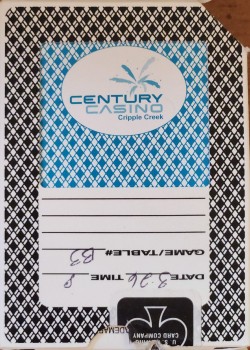 CENTURY
CASINO
Cripple Creek
GAME/TABLE# B3
DATE 3-26 TIME 8
U.S. PLAYING
CARD COMPANY